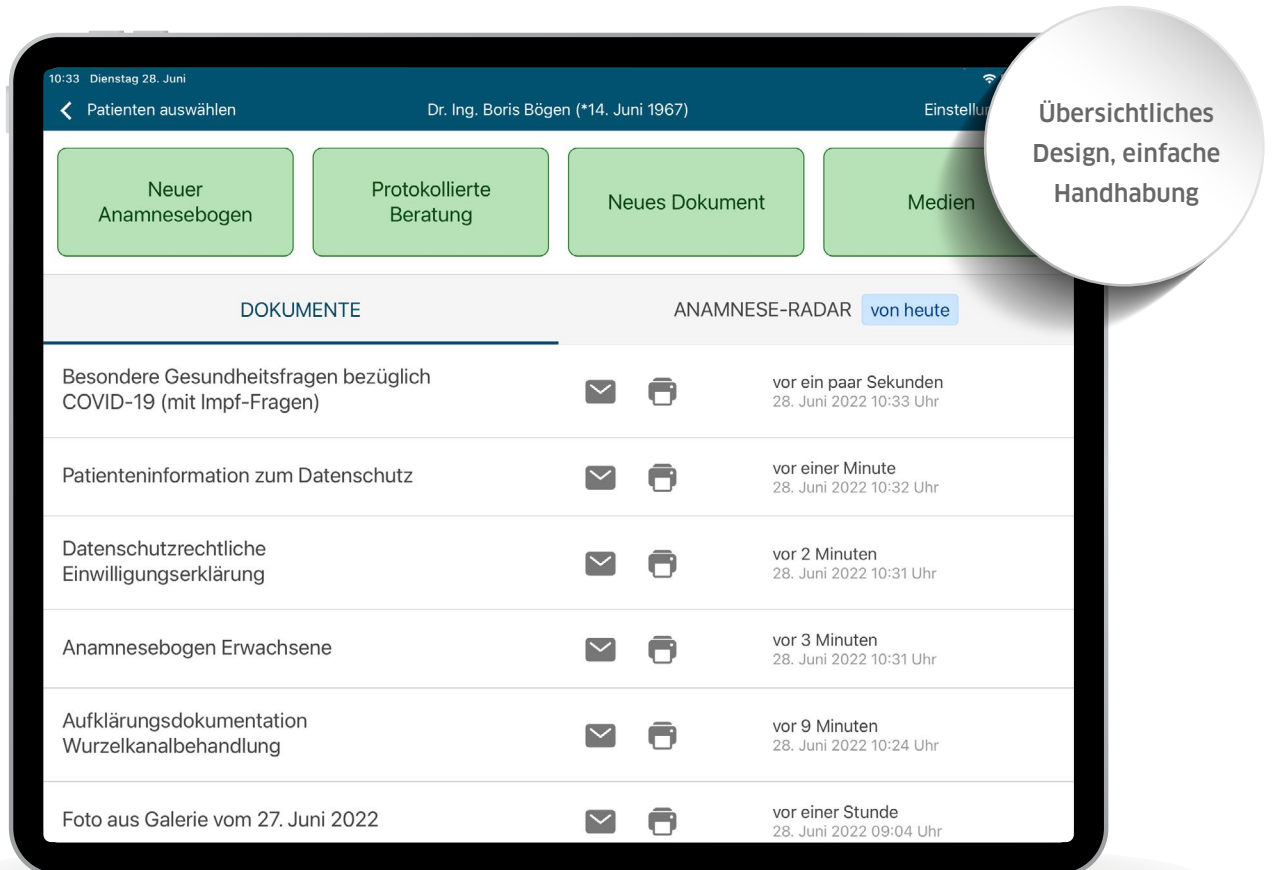 10:33 Dienstag 28. Juni
Patienten auswählen
Dr. Ing. Boris Bögen (*14. Juni 1967)
Übersichtliches
Design, einfache
Handhabung
Neuer
Anamnesebogen
Protokollierte
Beratung
Neues Dokument
Medien
DOKUMENTE
ANAMNESE-RADAR von heute
Besondere Gesundheitsfragen bezüglich
COVID-19 (mit Impf-Fragen)
vor ein paar Sekunden
28. Juni 2022 10:33 Uhr
Patienteninformation zum Datenschutz
vor einer Minute
28. Juni 2022 10:32 Uhr
Datenschutzrechtliche
Einwilligungserklärung
vor 2 Minuten
28. Juni 2022 10:31 Uhr
Anamnesebogen Erwachsene
vor 3 Minuten
28. Juni 2022 10:31 Uhr
Aufklärungsdokumentation
Wurzelkanalbehandlung
vor 9 Minuten
28. Juni 2022 10:24 Uhr
Foto aus Galerie vom 27. Juni 2022
vor einer Stunde
28. Juni 2022 09:04 Uhr